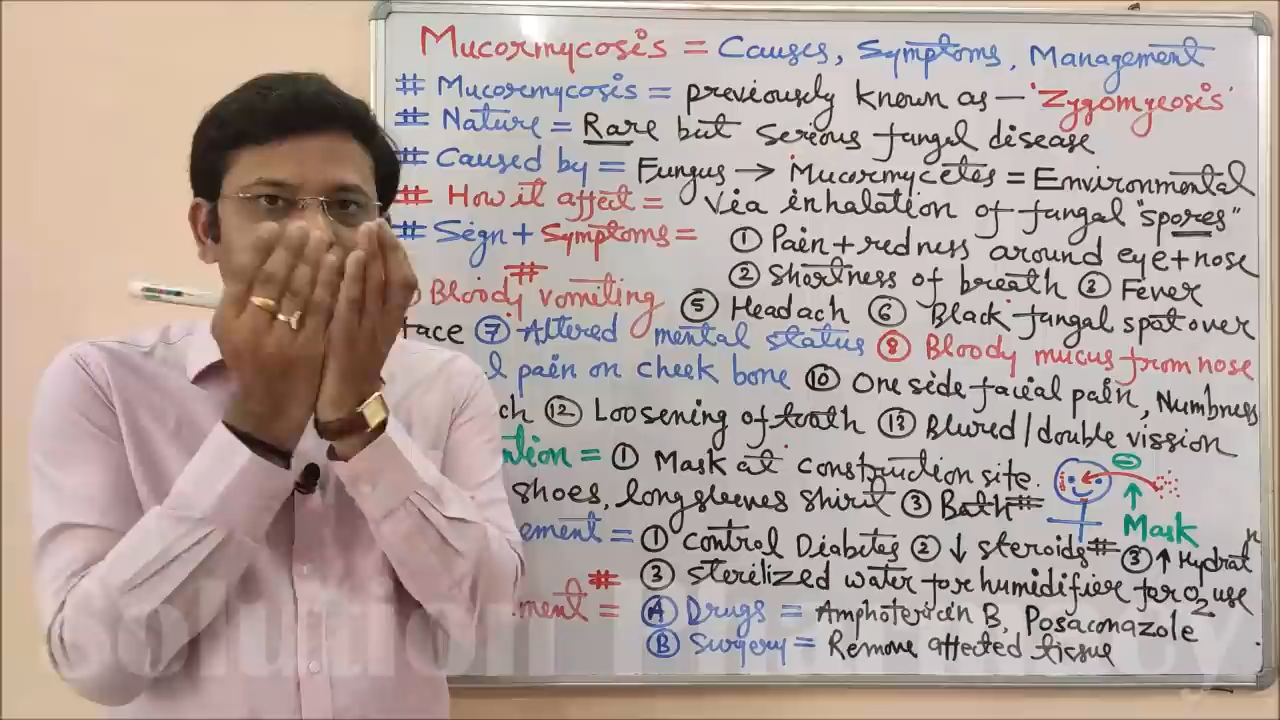 Mucormycosis = Causes, Symptoms, Management
# Mucormycosis = previously known as — 'Zygomycosis'
# Nature = Rare but serious fungal disease
# Caused by = Fungus → Mucormycetes = Environmental
# How it affect = via inhalation of fungal "spores"
# Sign + Symptoms = ① Pain + redness around eye + nose
② Shortness of breath ③ Fever
# Bloody vomiting ⑤ Headach ⑥ Black fungal spot over
face ⑦ Altered mental status ⑧ Bloody mucus from nose
pain on cheek bone ⑩ One side facial pain, Numbness
⑫ Loosening of tooth ⑬ Blured/double vission
= ① Mask at construction site.
shoes, long sleeves shirt ③ Bath #
Mask
= ① Control Diabetes ② ↓ steroids # ③ ↑ Hydratn
③ sterilized water for humidifier for O2 use
# = Ⓐ Drugs = Amphotericin B, Posaconazole
Ⓑ Surgery = Remove affected tissue
Solution Pharmacy